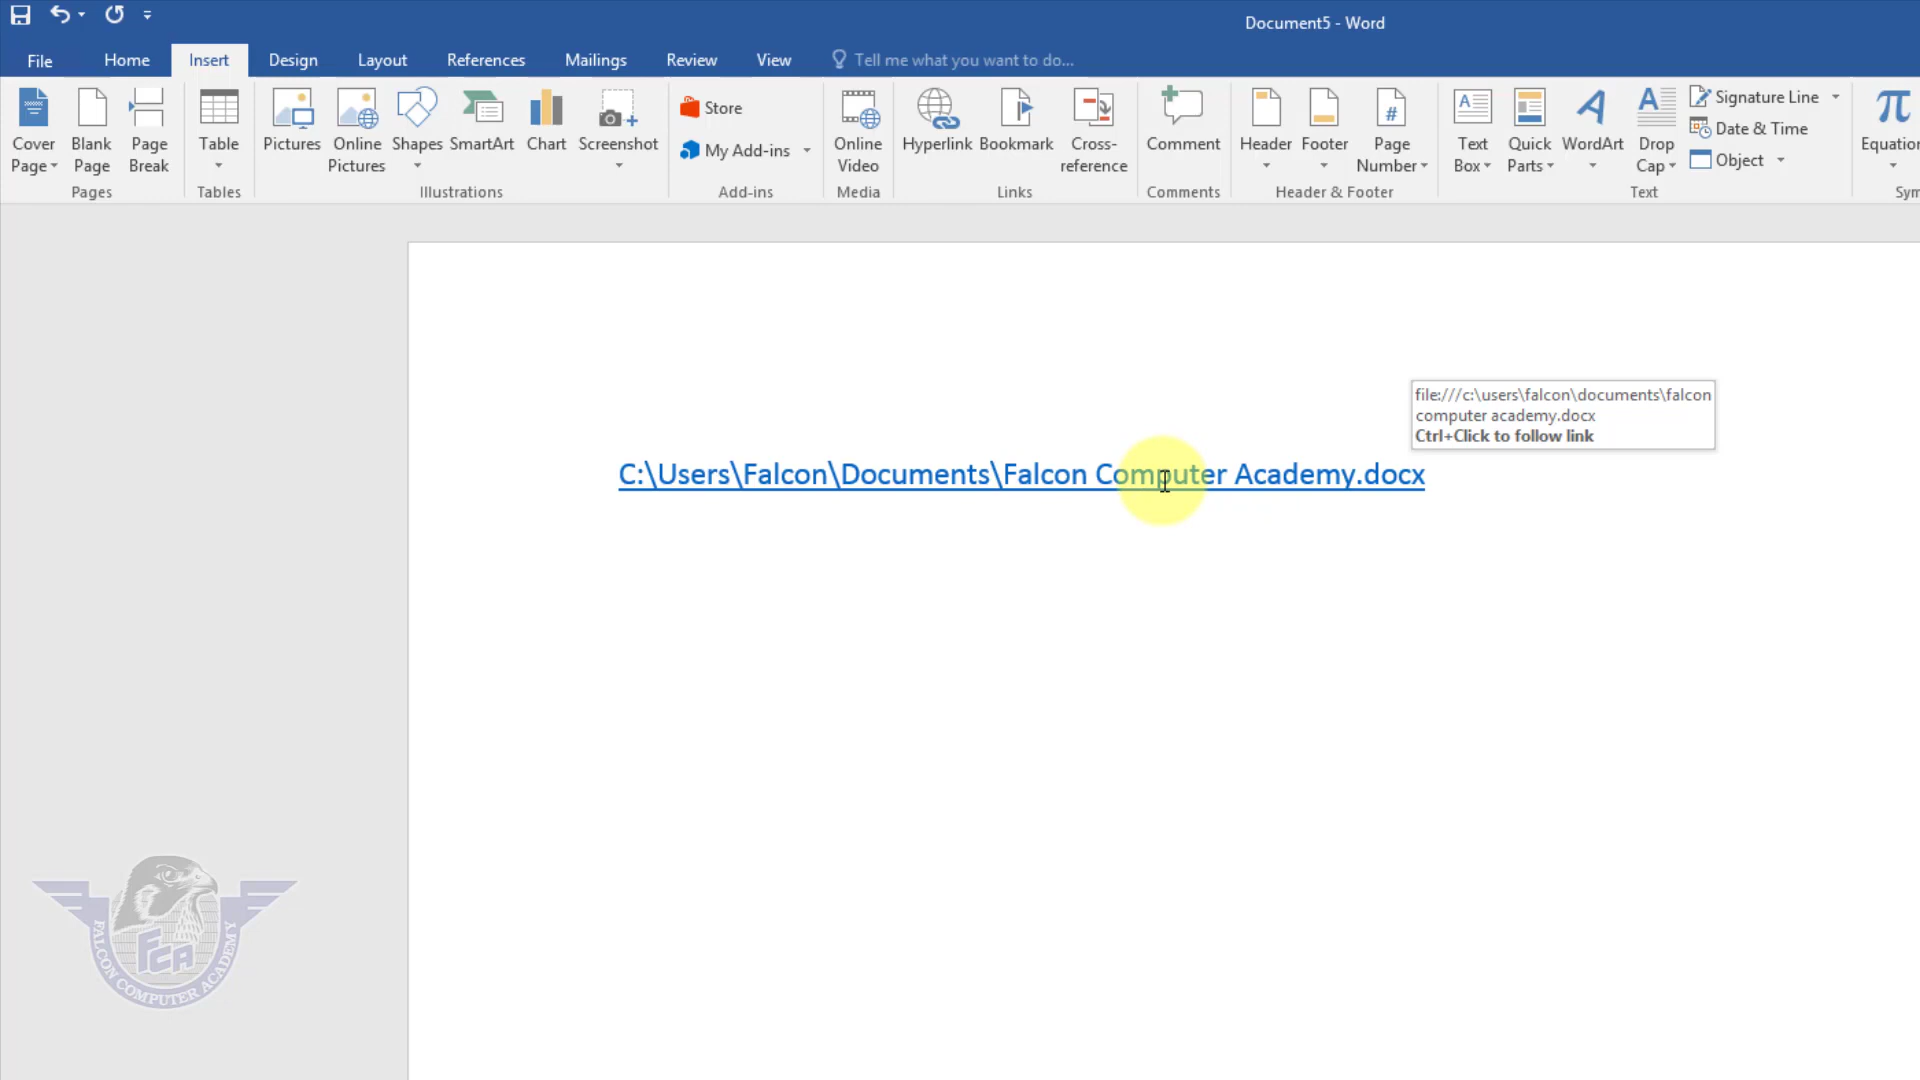 Document5 - Word
File Home Insert Design Layout References Mailings Review View Tell me what you want to do...
Cover Page
Blank Page
Page Break
Pages
Table
Tables
Pictures
Online Pictures
Shapes
SmartArt
Chart
Screenshot
Illustrations
Store
My Add-ins
Add-ins
Online Video
Media
Hyperlink
Bookmark
Cross-reference
Links
Comment
Comments
Header
Footer
Page Number
Header & Footer
Text Box
Quick Parts
WordArt
Drop Cap
Signature Line
Date & Time
Object
Text
Equation
Sym
file:///c:\users\falcon\documents\falcon
computer academy.docx
Ctrl+Click to follow link
C:\Users\Falcon\Documents\Falcon Computer Academy.docx
FCA
FALCON COMPUTER ACADEMY